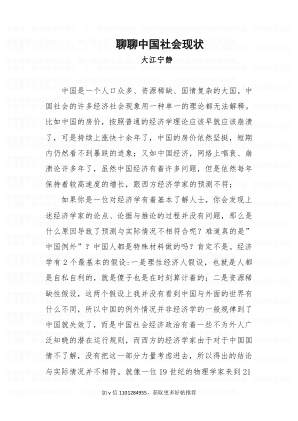 聊聊中国社会现状
大江宁静
中国是一个人口众多、资源稀缺、国情复杂的大国。中
国社会的许多经济社会现象用一种单一的理论都无法解释。
比如中国的房价，按照普通的经济学理论应该早就应该崩溃
了，可是持续上涨快十余年了，中国的房价依然坚挺，短期
内仍然看不到暴跌的迹象；又如中国经济，网络上唱衰、崩
溃论许多年了，虽然中国经济有着许多问题，但是依然每年
保持着较高速度的增长，跟西方经济学家的预测不符；
如果你是一位对经济学有着基本了解人士，你会发现上
述经济学家的论点、论据与推论的过程并没有问题，那么是
什么原因导致了预测与实际情况不相符合呢？难道真的是"
中国例外"？中国人都是特殊材料做的吗？肯定不是。经济
学有2个最基本的假设:一是理性经济人假设，也就是人都
是自私自利的，就是傻子也是在时刻算计着的；二是资源稀
缺性假设，这两个假设上我并没有看到中国与外面的世界有
什么不同，所以中国的例外情况并非经济学的一般规律到了
中国就失效了，而是中国社会经济政治有着一些不为外人广
泛知晓的潜在运行规则，而西方的经济学家由于对于中国国
情不了解，没有把这一部分力量考虑进去，所以得出的结论
与实际情况并不相符。就像一位19世纪的物理学家来到21
加v信1101284955，获取更多好帖推荐